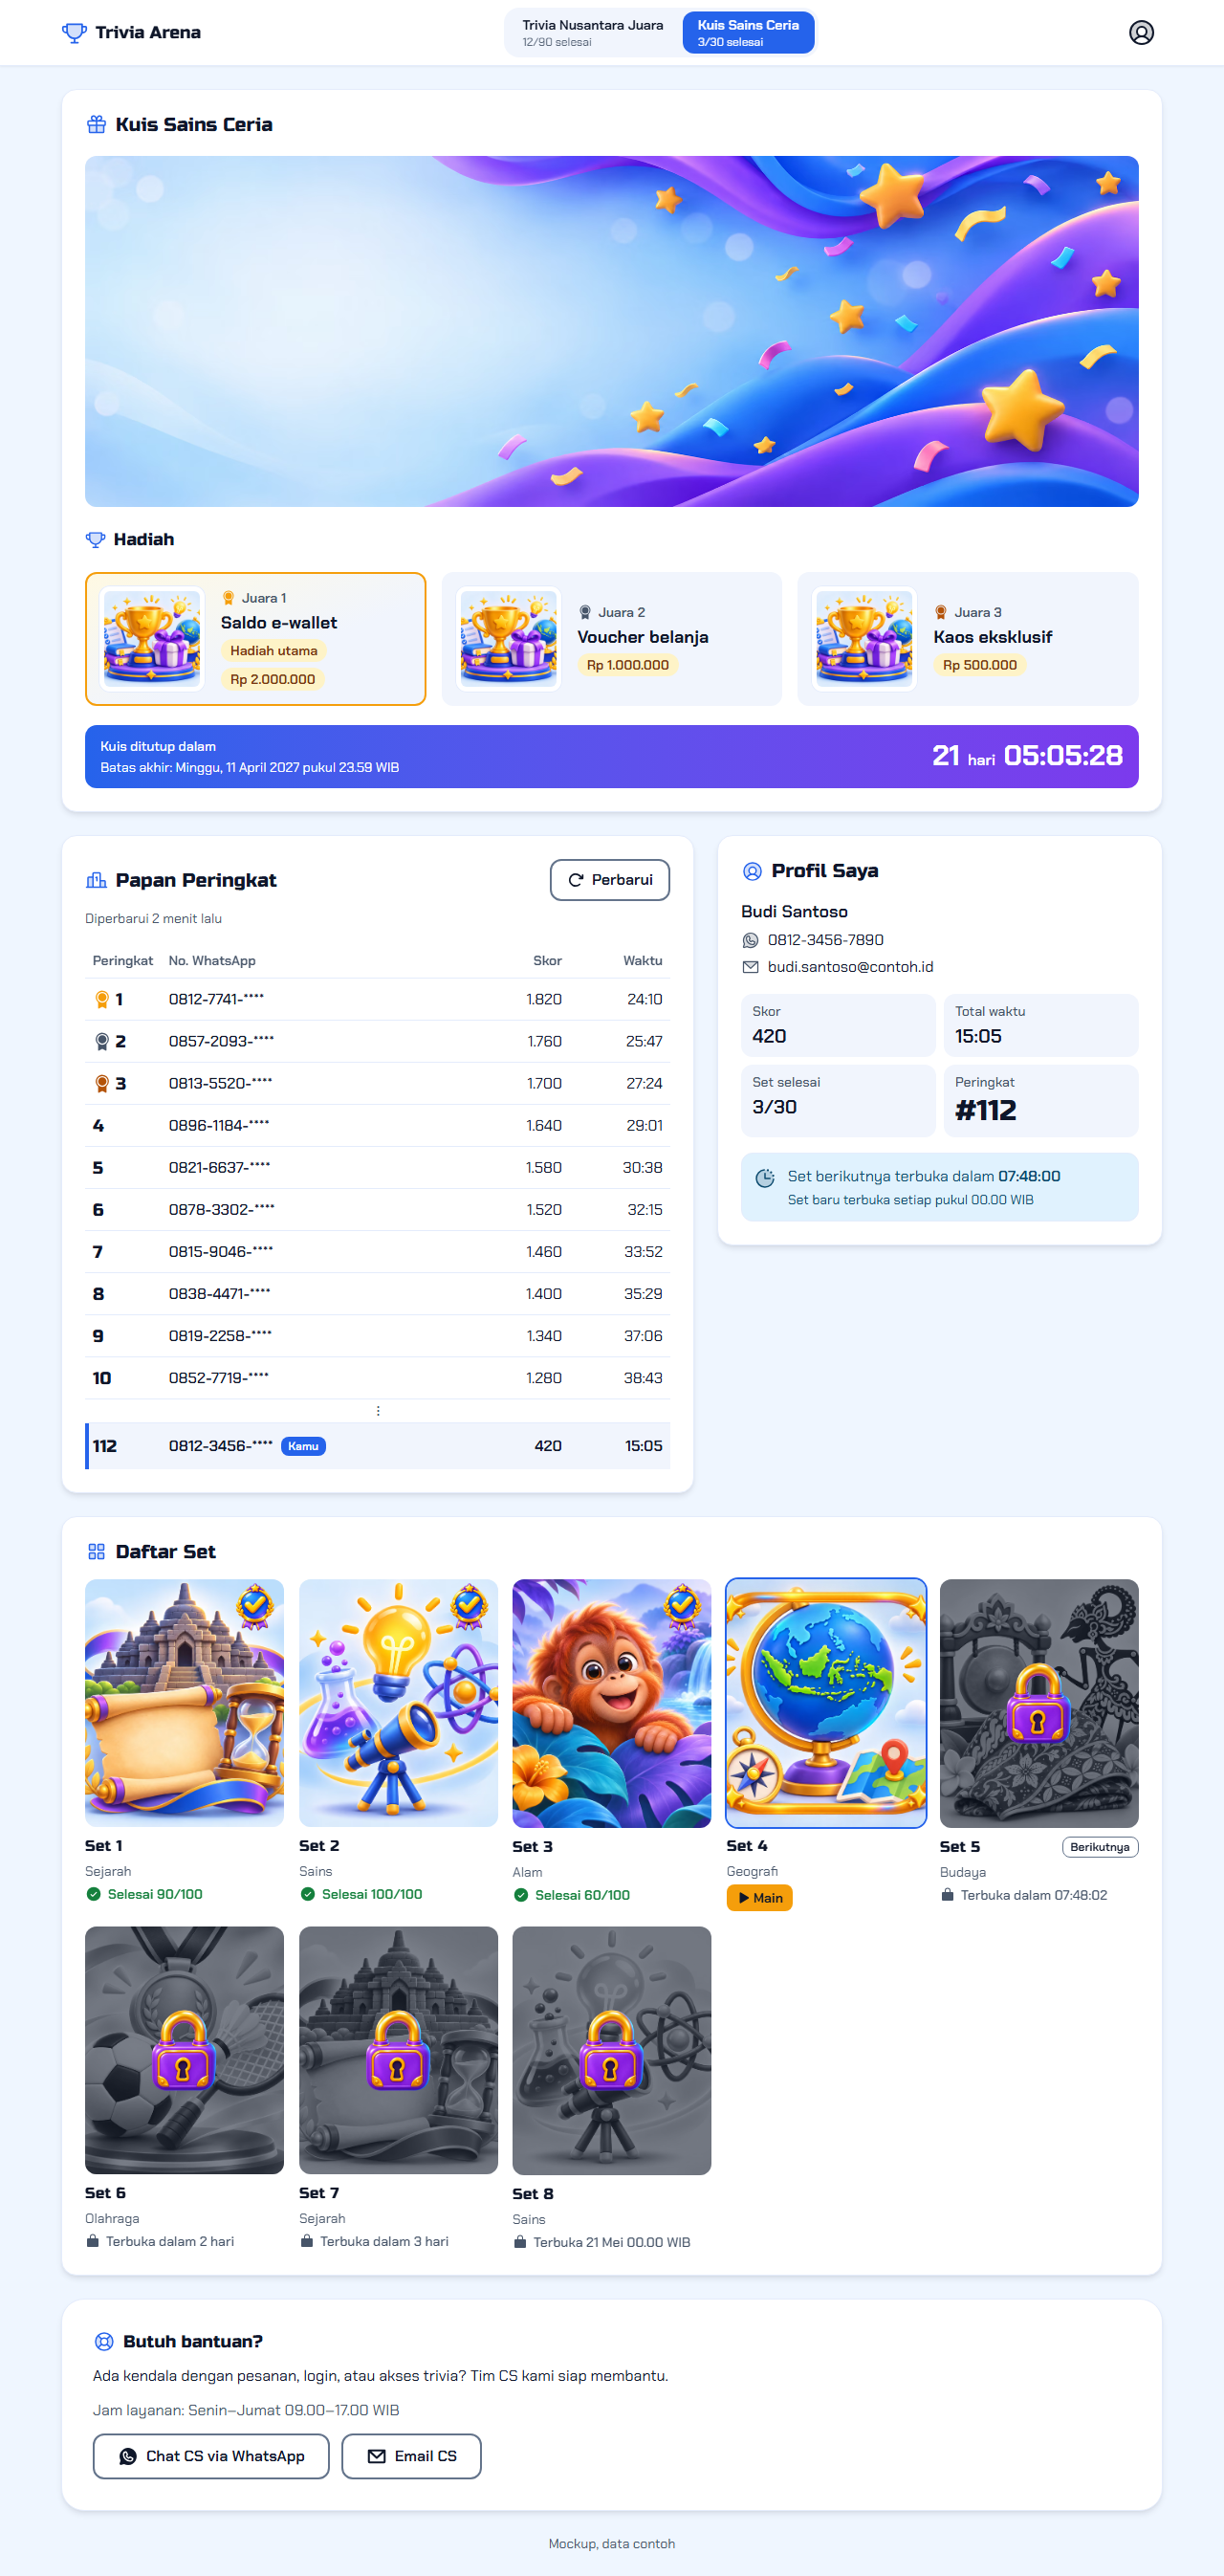 Trivia Arena
Trivia Nusantara Juara
12/90 selesai
Kuis Sains Ceria
3/30 selesai
Kuis Sains Ceria
Hadiah
Juara 1
Saldo e-wallet
Hadiah utama
Rp 2.000.000
Juara 2
Voucher belanja
Rp 1.000.000
Juara 3
Kaos eksklusif
Rp 500.000
Kuis ditutup dalam
Batas akhir: Minggu, 11 April 2027 pukul 23.59 WIB
21 hari 05:05:28
Papan Peringkat
Perbarui
Diperbarui 2 menit lalu
Peringkat No. WhatsApp Skor Waktu
1 0812-7741-**** 1.820 24:10
2 0857-2093-**** 1.760 25:47
3 0813-5520-**** 1.700 27:24
4 0896-1184-**** 1.640 29:01
5 0821-6637-**** 1.580 30:38
6 0878-3302-**** 1.520 32:15
7 0815-9046-**** 1.460 33:52
8 0838-4471-**** 1.400 35:29
9 0819-2258-**** 1.340 37:06
10 0852-7719-**** 1.280 38:43
⋮
112 0812-3456-**** Kamu 420 15:05
Profil Saya
Budi Santoso
0812-3456-7890
budi.santoso@contoh.id
Skor
420
Total waktu
15:05
Set selesai
3/30
Peringkat
#112
Set berikutnya terbuka dalam 07:48:00
Set baru terbuka setiap pukul 00.00 WIB
Daftar Set
Set 1
Sejarah
Selesai 90/100
Set 2
Sains
Selesai 100/100
Set 3
Alam
Selesai 60/100
Set 4
Geografi
Main
Set 5
Berikutnya
Budaya
Terbuka dalam 07:48:02
Set 6
Olahraga
Terbuka dalam 2 hari
Set 7
Sejarah
Terbuka dalam 3 hari
Set 8
Sains
Terbuka 21 Mei 00.00 WIB
Butuh bantuan?
Ada kendala dengan pesanan, login, atau akses trivia? Tim CS kami siap membantu.
Jam layanan: Senin–Jumat 09.00–17.00 WIB
Chat CS via WhatsApp
Email CS
Mockup, data contoh